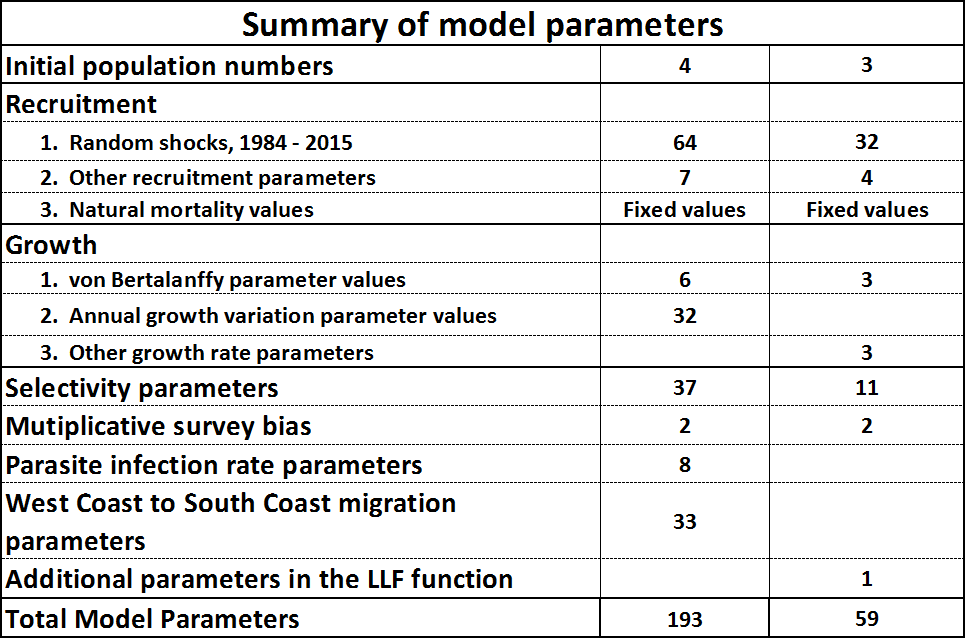 Summary of model parameters
Initial population numbers 4 3
Recruitment
1. Random shocks, 1984 - 2015 64 32
2. Other recruitment parameters 7 4
3. Natural mortality values Fixed values Fixed values
Growth
1. von Bertalanffy parameter values 6 3
2. Annual growth variation parameter values 32
3. Other growth rate parameters 3
Selectivity parameters 37 11
Mutiplicative survey bias 2 2
Parasite infection rate parameters 8
West Coast to South Coast migration
parameters 33
Additional parameters in the LLF function 1
Total Model Parameters 193 59